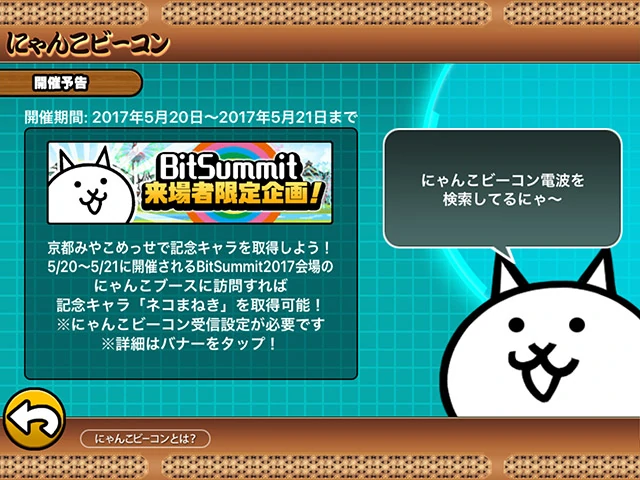 にゃんこビーコン
開催予告
開催期間: 2017年5月20日〜2017年5月21日まで
BitSummit
来場者限定企画!
京都みやこめっせで記念キャラを取得しよう!
5/20〜5/21に開催されるBitSummit2017会場の
にゃんこブースに訪問すれば
記念キャラ「ネコまねき」を取得可能!
※にゃんこビーコン受信設定が必要です
※詳細はバナーをタップ!
にゃんこビーコン電波を
検索してるにゃ〜
にゃんこビーコンとは?